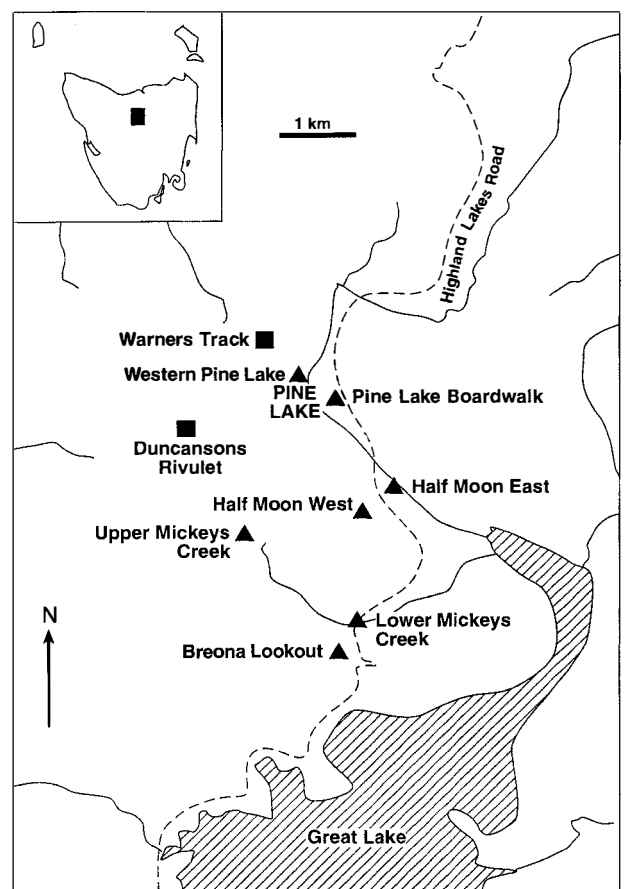 1 km
Highland Lakes Road
Warners Track
Western Pine Lake
PINE
LAKE
Pine Lake Boardwalk
Duncansons
Rivulet
Half Moon East
Half Moon West
Upper Mickeys
Creek
N
Lower Mickeys
Creek
Breona Lookout
Great Lake